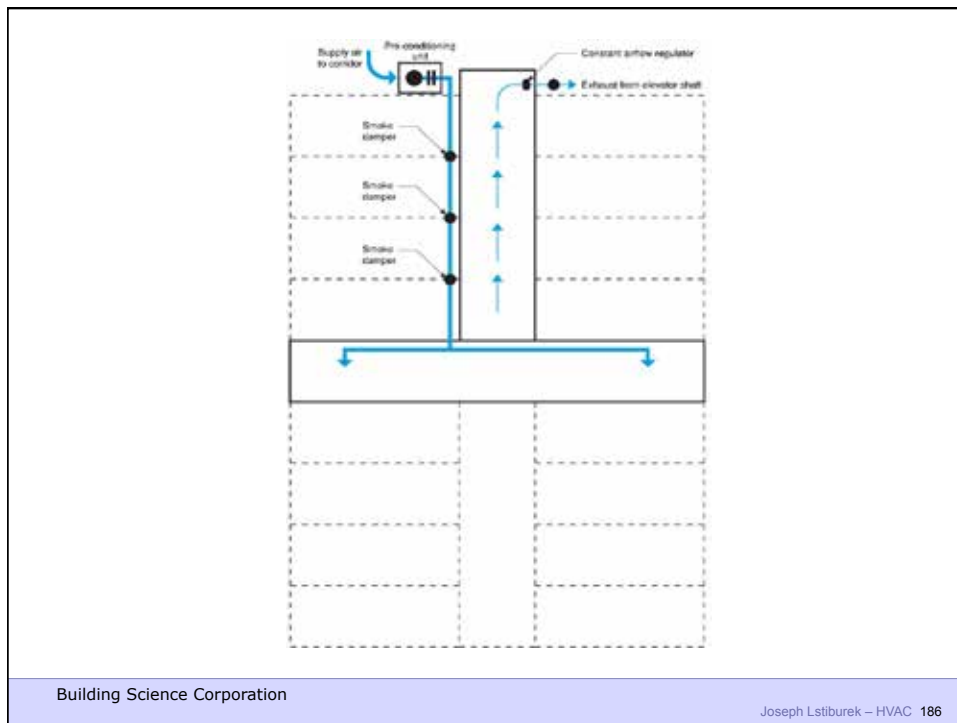 Supply air
to corridor
Pre-conditioning
unit
Constant airflow regulator
Exhaust from elevator shaft
Smoke
damper
Smoke
damper
Smoke
damper
Building Science Corporation
Joseph Lstiburek – HVAC 186